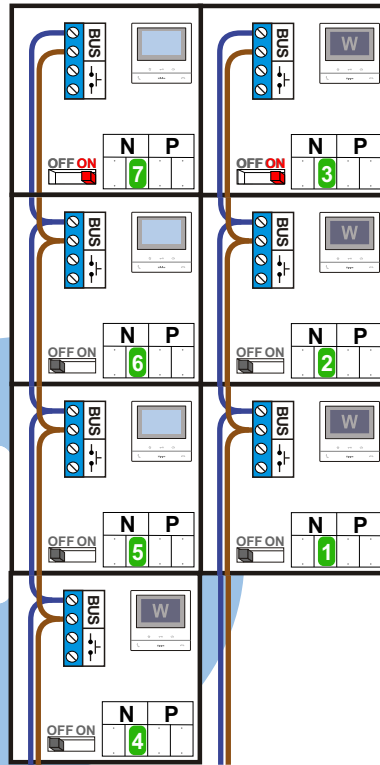 BUS
W
BUS
N P
N P
OFF ON
7
OFF ON
3
BUS
BUS
W
N P
N P
OFF ON
6
OFF ON
2
BUS
BUS
W
N P
N P
OFF ON
5
OFF ON
1
BUS
W
N P
OFF ON
4